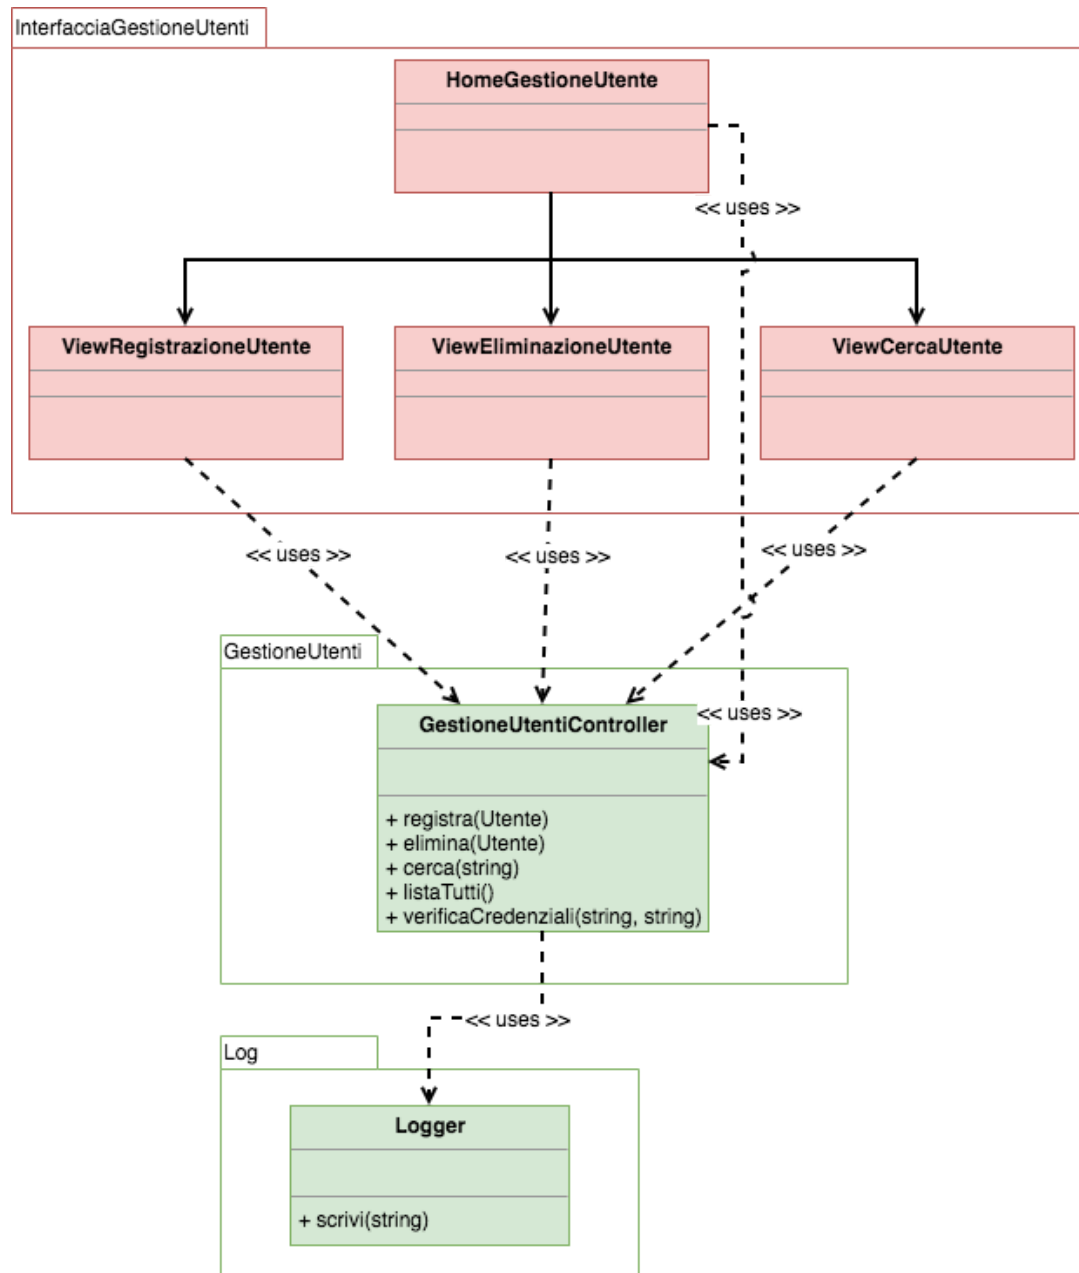 InterfacciaGestioneUtenti
HomeGestioneUtente
<< uses >>
ViewRegistrazioneUtente
ViewEliminazioneUtente
ViewCercaUtente
<< uses >>
<< uses >>
<< uses >>
GestioneUtenti
GestioneUtentiController
<< uses >>
+ registra(Utente)
+ elimina(Utente)
+ cerca(string)
+ listaTutti()
+ verificaCredenziali(string, string)
<< uses >>
Log
Logger
+ scrivi(string)